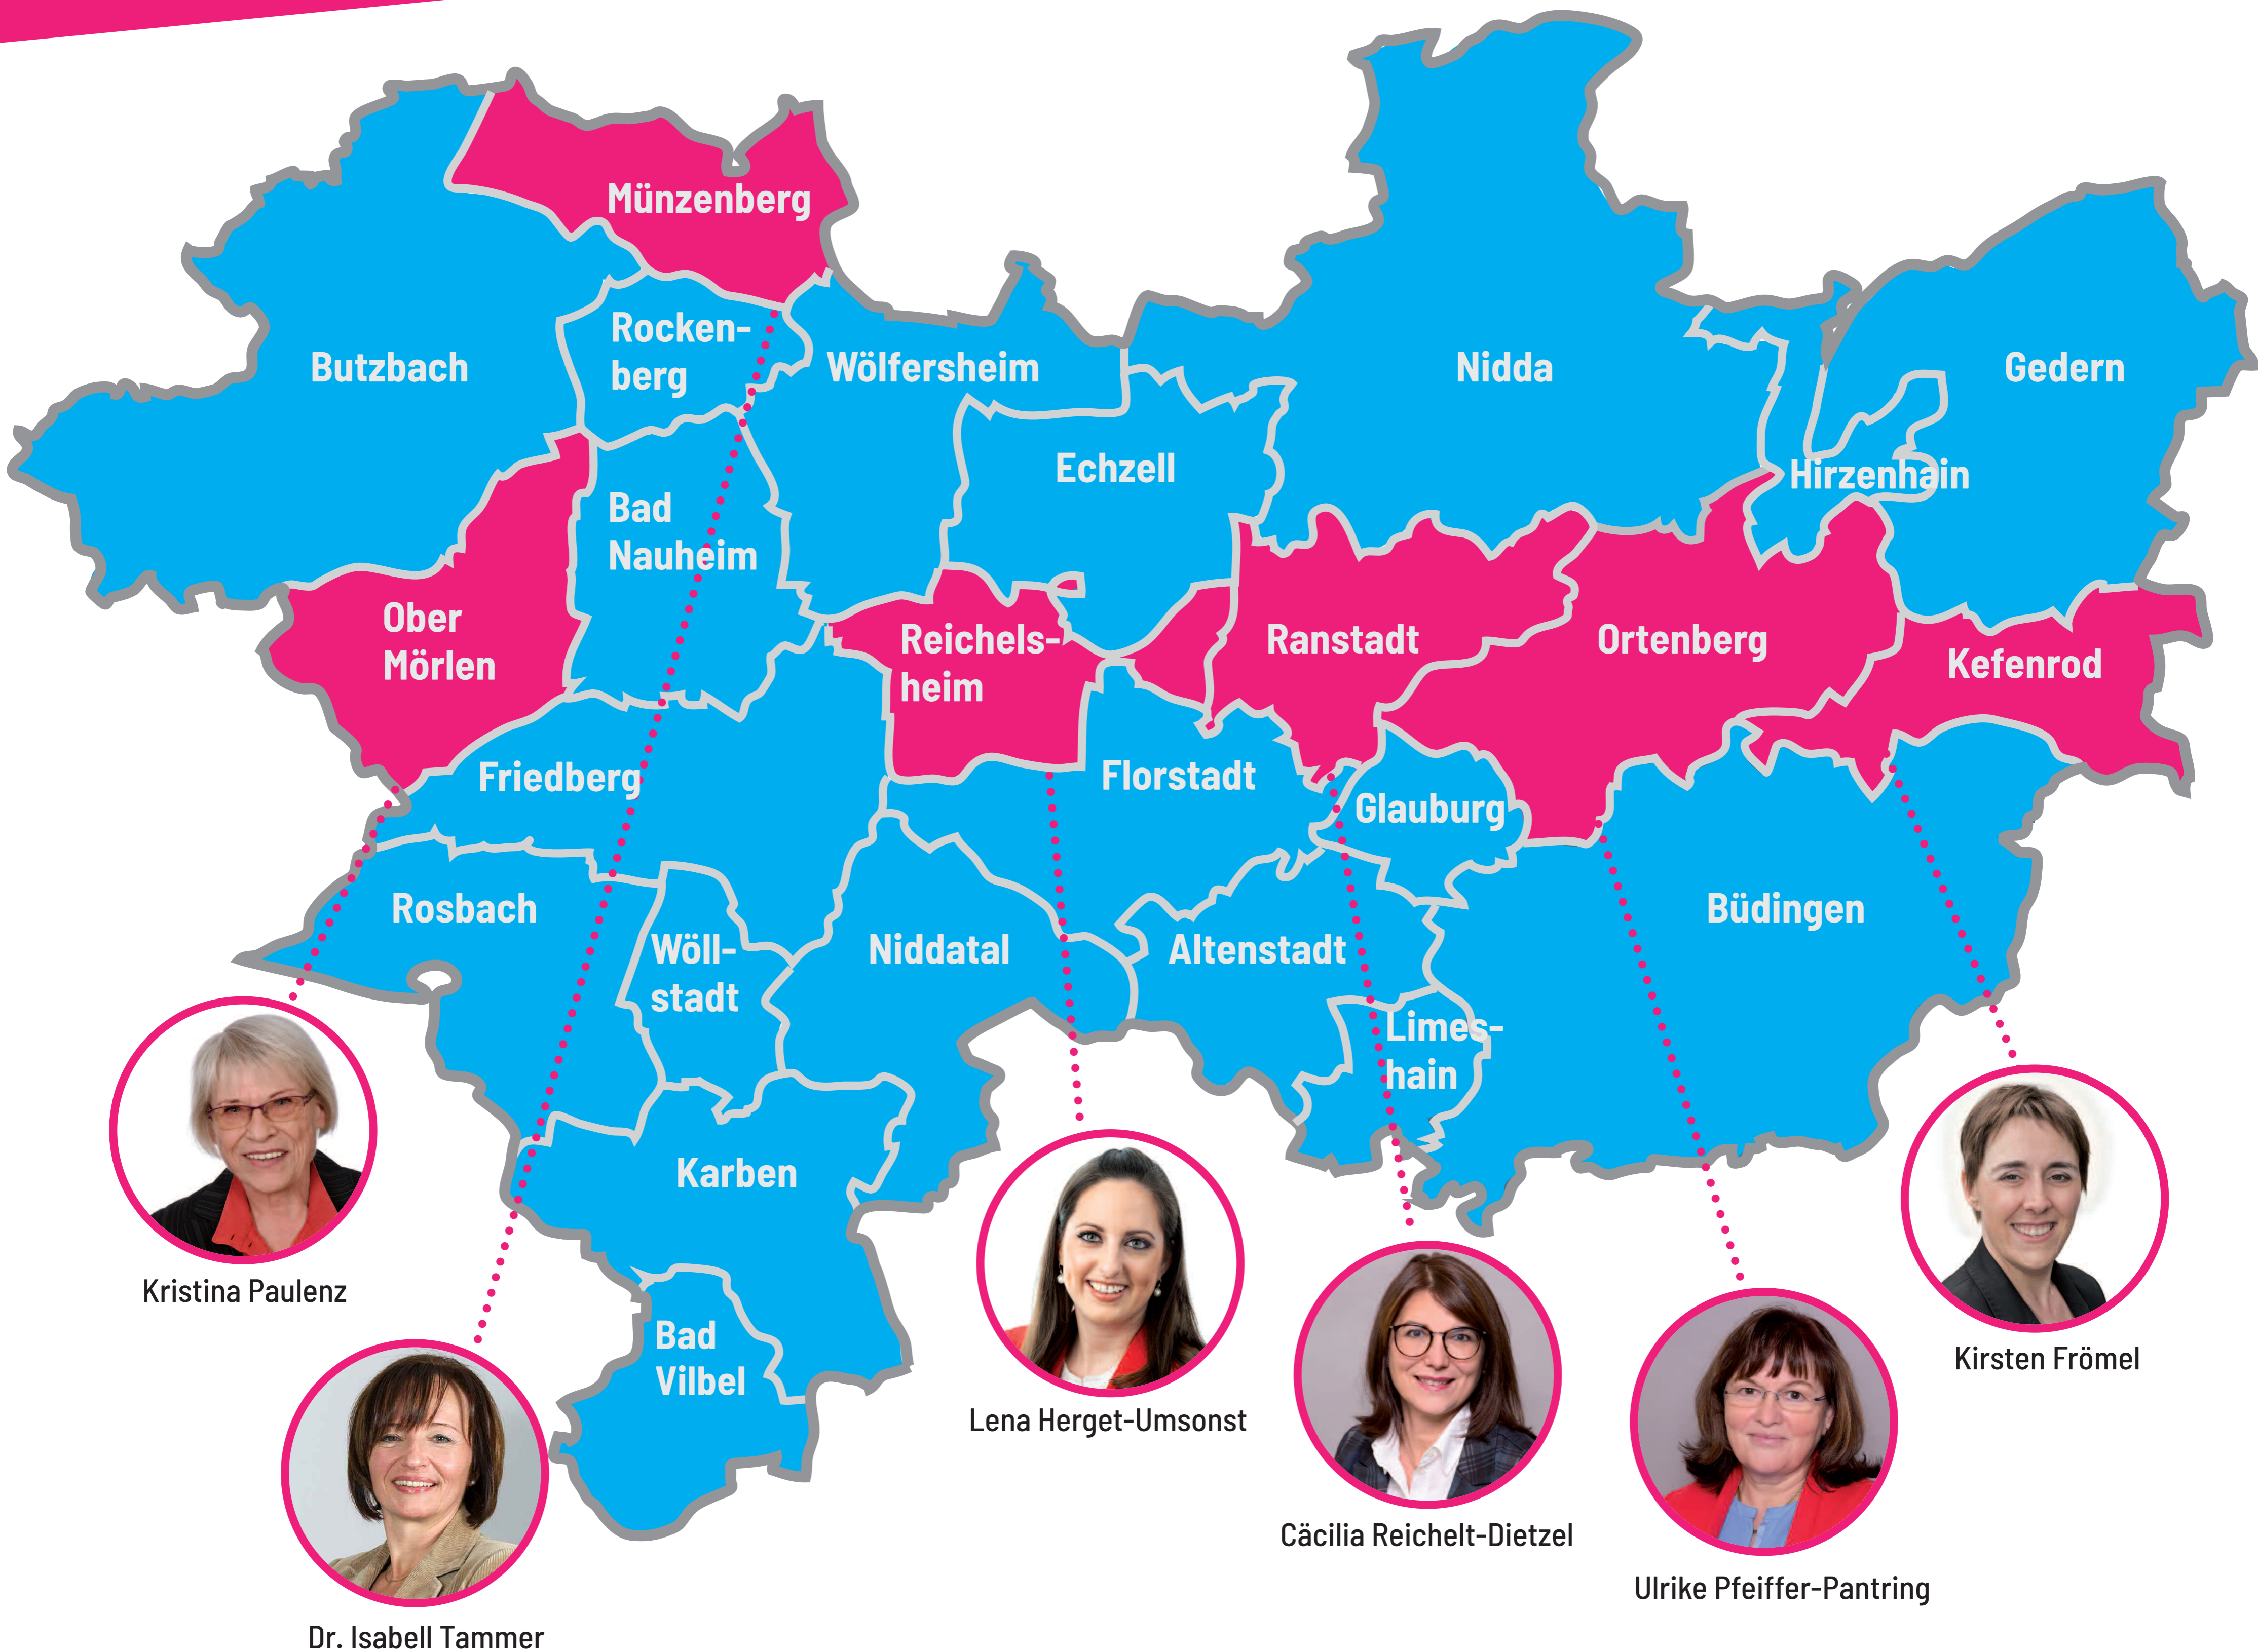 Münzenberg
Rocken-
berg
Butzbach
Wölfersheim
Nidda
Gedern
Echzell
Hirzenhain
Bad
Nauheim
Ober
Mörlen
Reichels-
heim
Ranstadt
Ortenberg
Kefenrod
Friedberg
Florstadt
Glauburg
Rosbach
Wöll-
stadt
Niddatal
Altenstadt
Büdingen
Limes-
hain
Karben
Bad
Vilbel
Kristina Paulenz
Dr. Isabell Tammer
Lena Herget-Umsonst
Cäcilia Reichelt-Dietzel
Ulrike Pfeiffer-Pantring
Kirsten Frömel